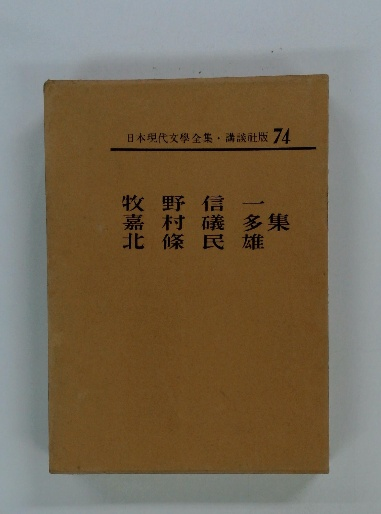 日本現代文學全集・講談社版 74
牧野信一
嘉村礒多集
北條民雄